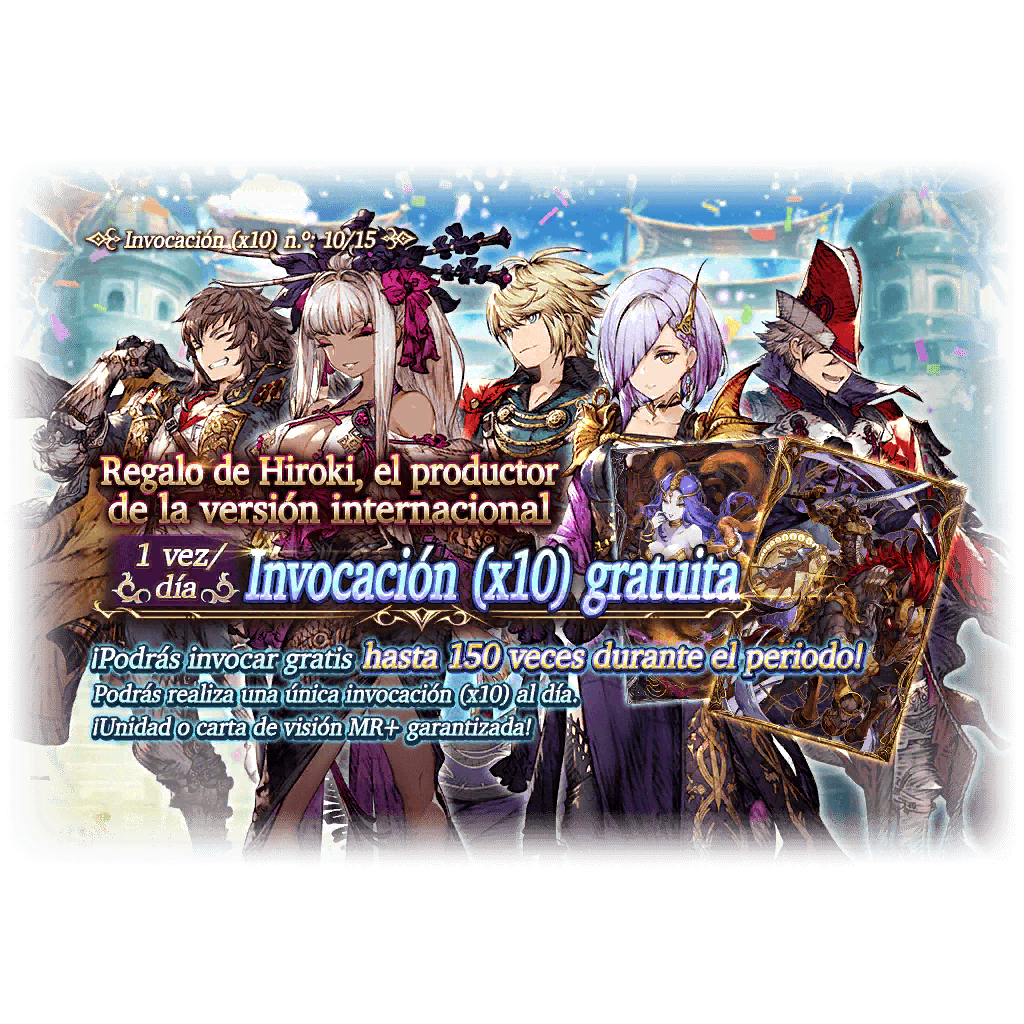 Invocación (x10) n.º: 10/15
Regalo de Hiroki, el productor
de la versión internacional
1 vez/
día
Invocación (x10) gratuita
¡Podrás invocar gratis hasta 150 veces durante el periodo!
Podrás realiza una única invocación (x10) al día.
¡Unidad o carta de visión MR+ garantizada!